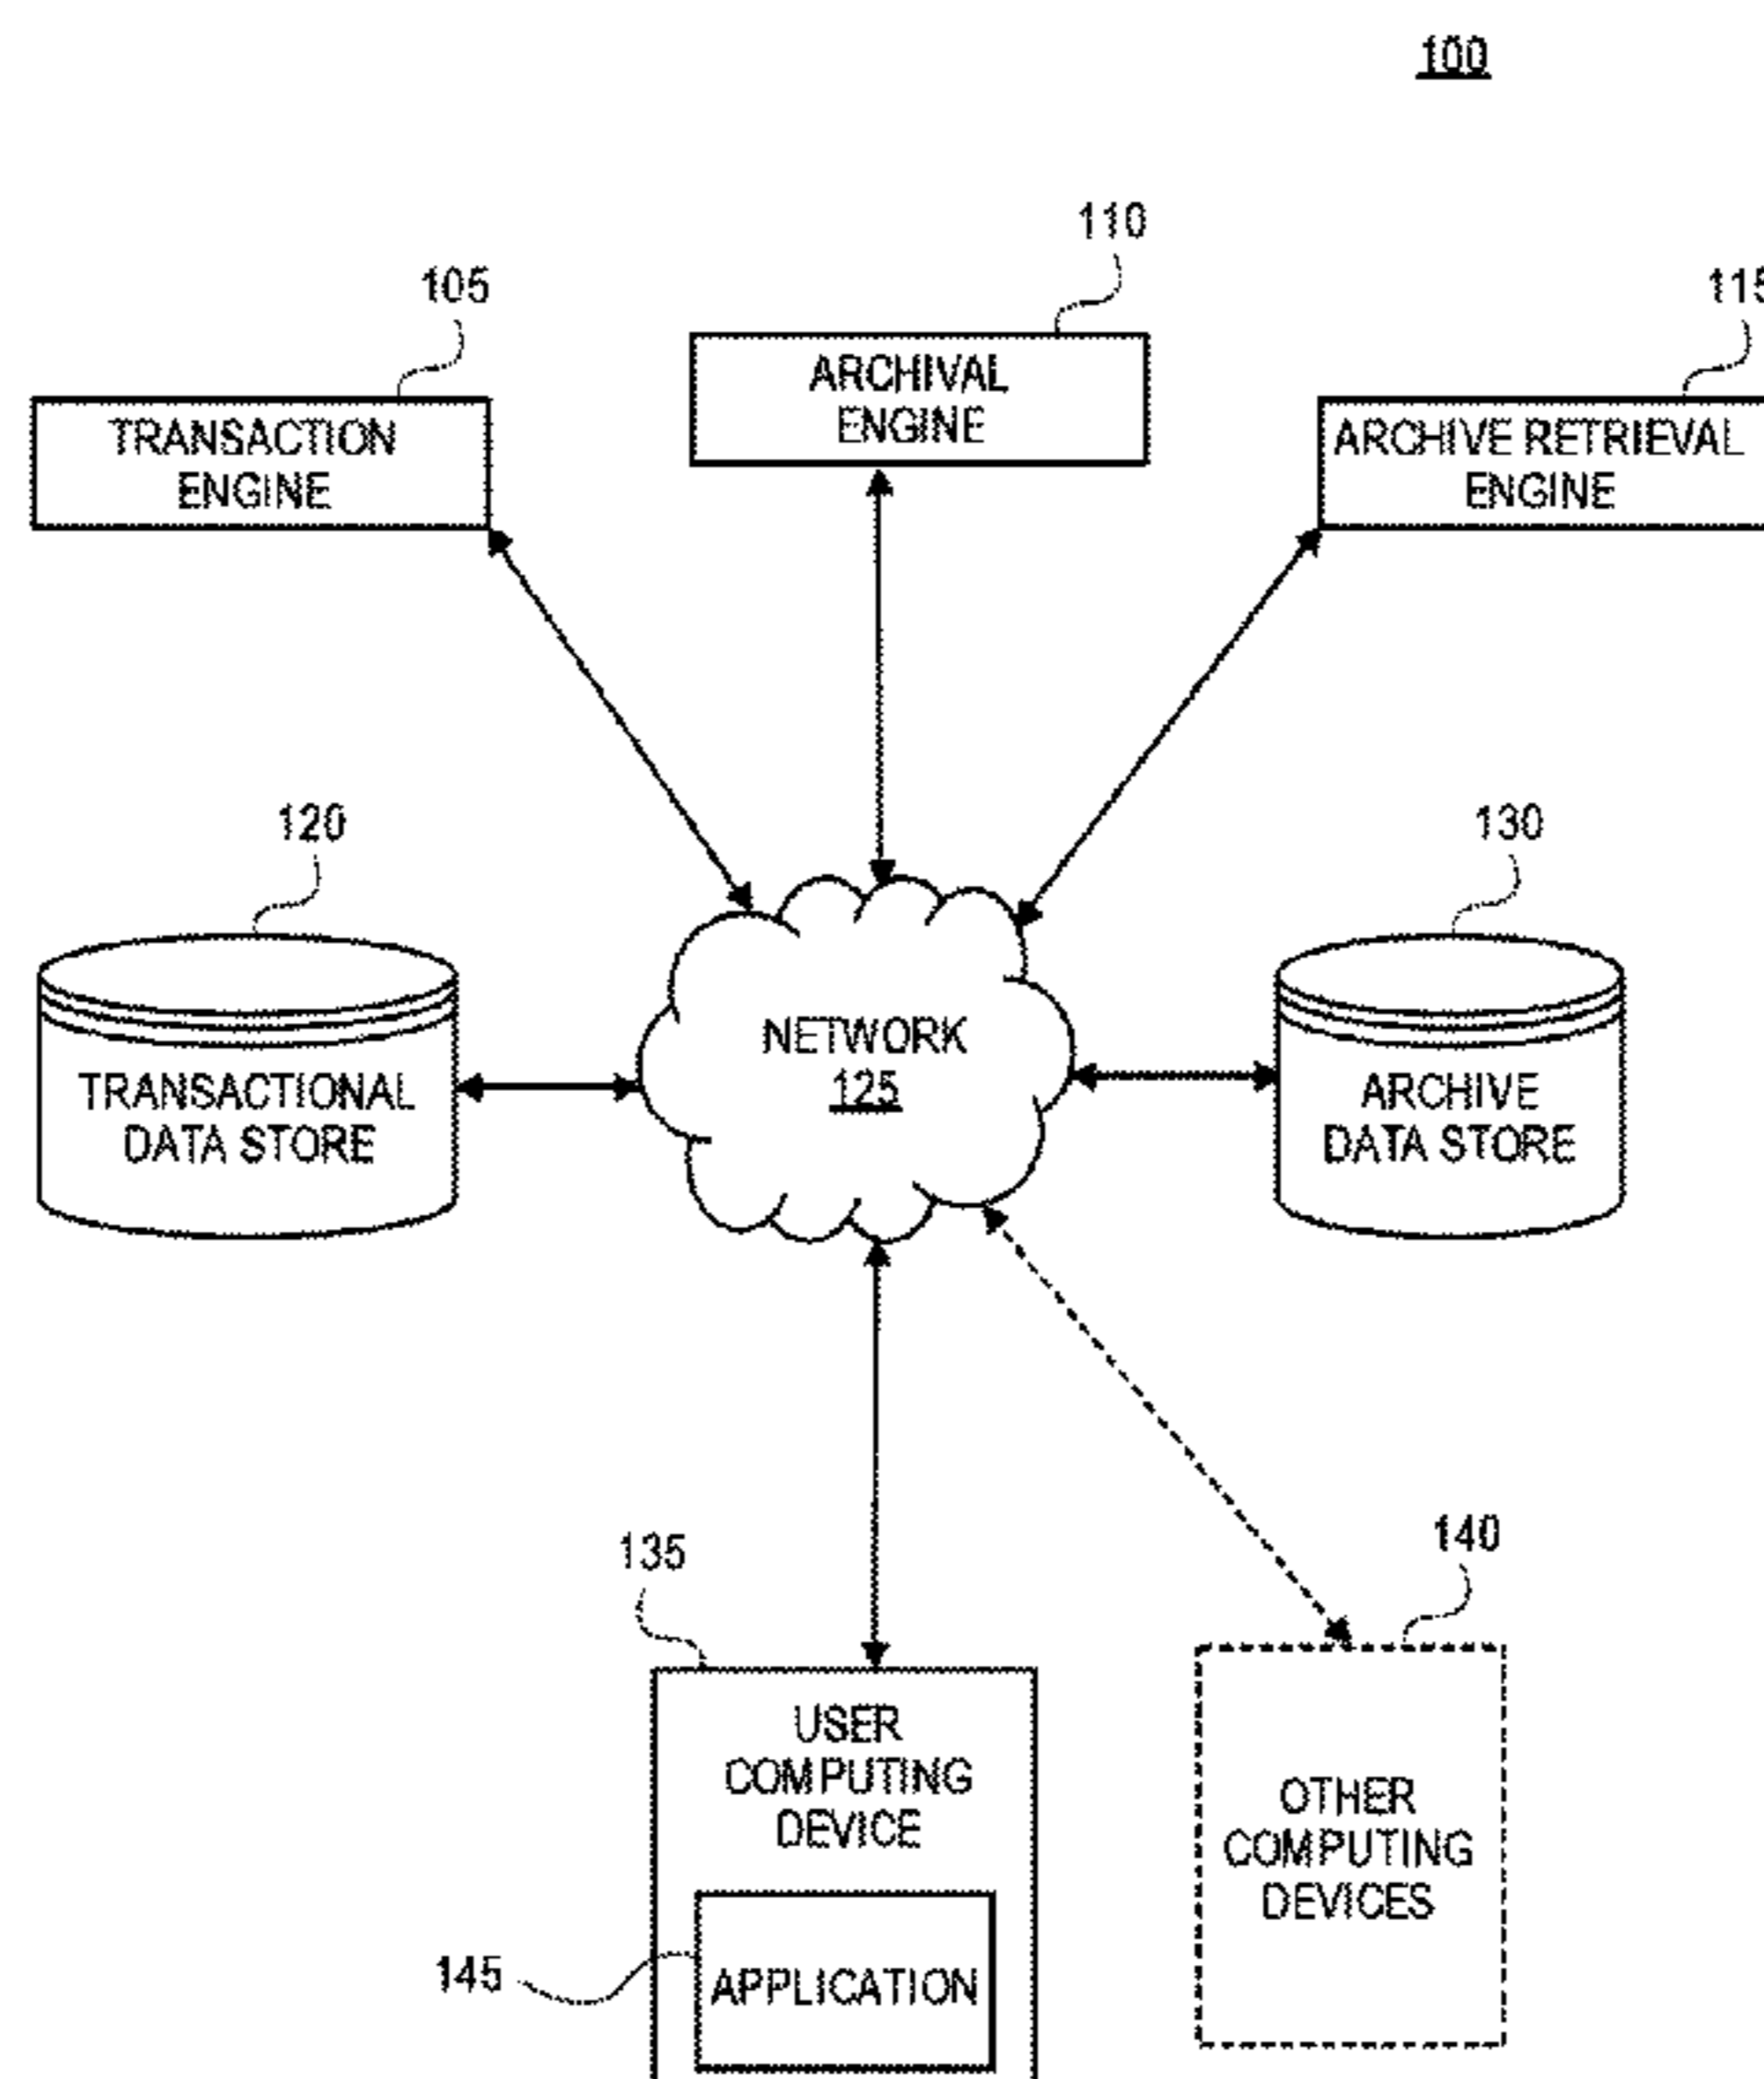 100
110
105
115
ARCHIVAL
ENGINE
TRANSACTION
ENGINE
ARCHIVE RETRIEVAL
ENGINE
120
130
NETWORK
125
TRANSACTIONAL
DATA STORE
ARCHIVE
DATA STORE
135
140
USER
COMPUTING
DEVICE
OTHER
COMPUTING
DEVICES
145
APPLICATION